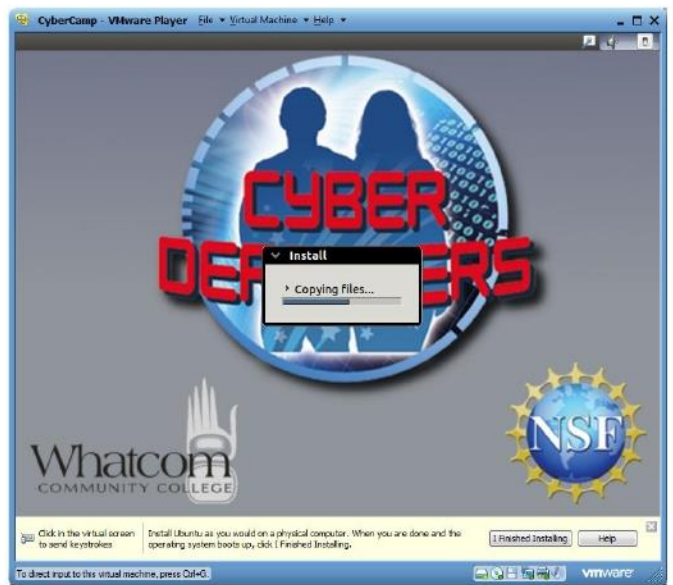 CyberCamp - VMware Player File Virtual Machine Help
CYBER
Install
Copying files...
Whatcom
COMMUNITY COLLEGE
NSF
Click in the virtual screen
to send keystrokes
Install Ubuntu as you would on a physical computer. When you are done and the
operating system boots up, click I Finished Installing.
I Finished Installing
Help
To direct input to this virtual machine, press Ctrl+G.
vmware